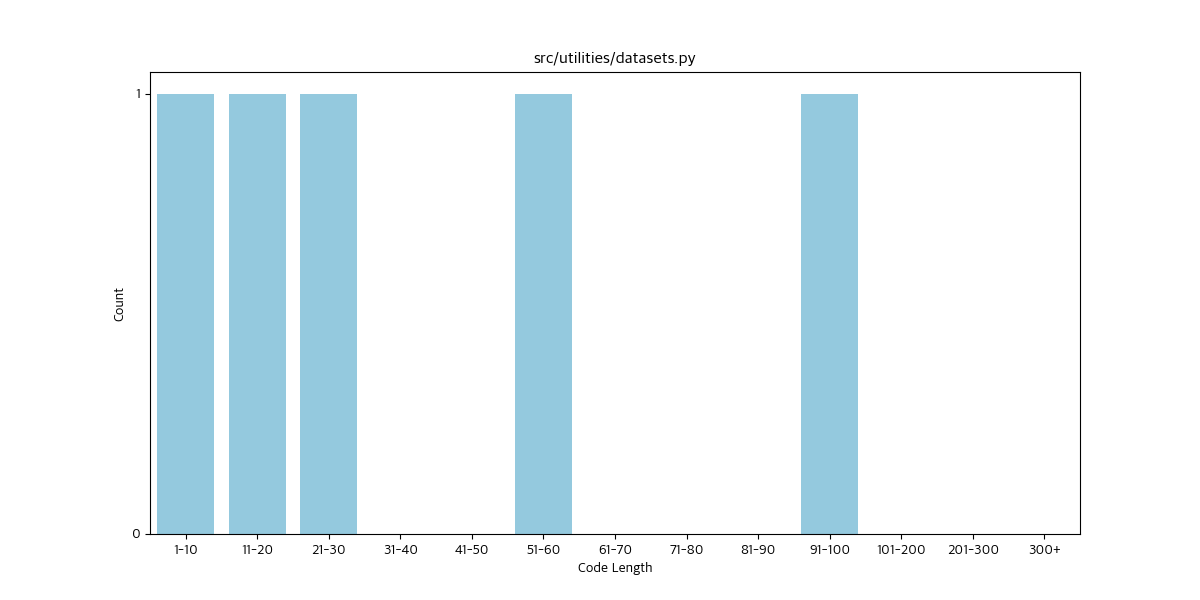 src/utilities/datasets.py
Count
1
0
1-10 11-20 21-30 31-40 41-50 51-60 61-70 71-80 81-90 91-100 101-200 201-300 300+
Code Length